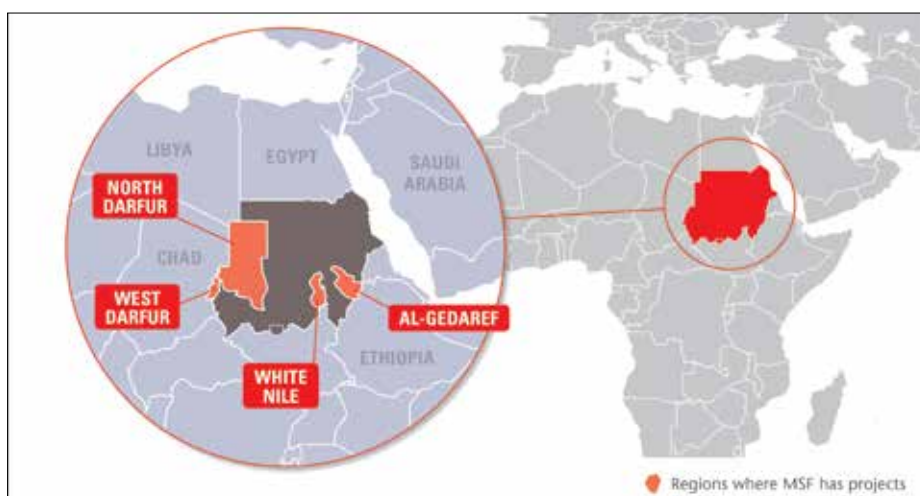 LIBYA
EGYPT
SAUDI
ARABIA
NORTH
DARFUR
CHAD
WEST
DARFUR
AL-GEDAREF
ETHIOPIA
WHITE
NILE
Regions where MSF has projects